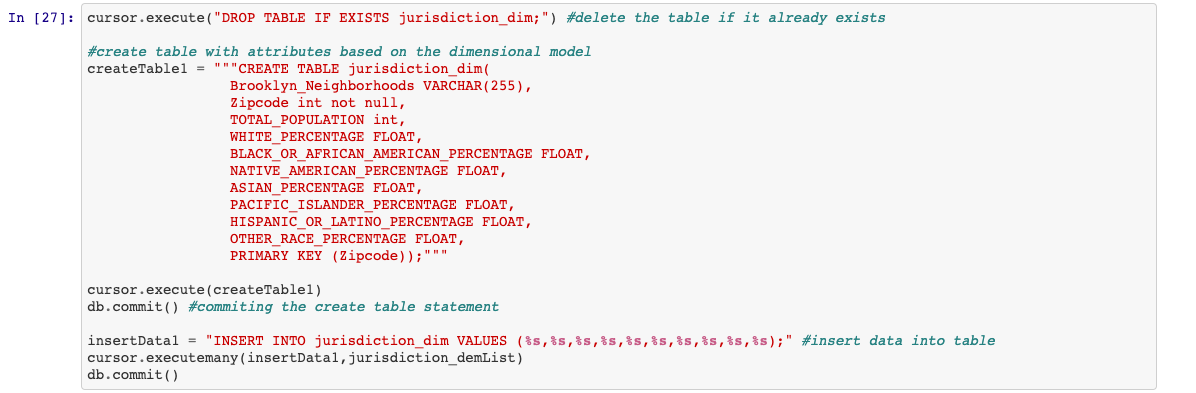 In [27]: cursor.execute("DROP TABLE IF EXISTS jurisdiction_dim;") #delete the table if it already exists
#create table with attributes based on the dimensional model
createTable1 = """CREATE TABLE jurisdiction_dim(
Brooklyn_Neighborhoods VARCHAR(255),
Zipcode int not null,
TOTAL_POPULATION int,
WHITE_PERCENTAGE FLOAT,
BLACK_OR_AFRICAN_AMERICAN_PERCENTAGE FLOAT,
NATIVE_AMERICAN_PERCENTAGE FLOAT,
ASIAN_PERCENTAGE FLOAT,
PACIFIC_ISLANDER_PERCENTAGE FLOAT,
HISPANIC_OR_LATINO_PERCENTAGE FLOAT,
OTHER_RACE_PERCENTAGE FLOAT,
PRIMARY KEY (Zipcode));"""
cursor.execute(createTable1)
db.commit() #commiting the create table statement
insertData1 = "INSERT INTO jurisdiction_dim VALUES (%s,%s,%s,%s,%s,%s,%s,%s,%s,%s);" #insert data into table
cursor.executemany(insertData1,jurisdiction_demList)
db.commit()